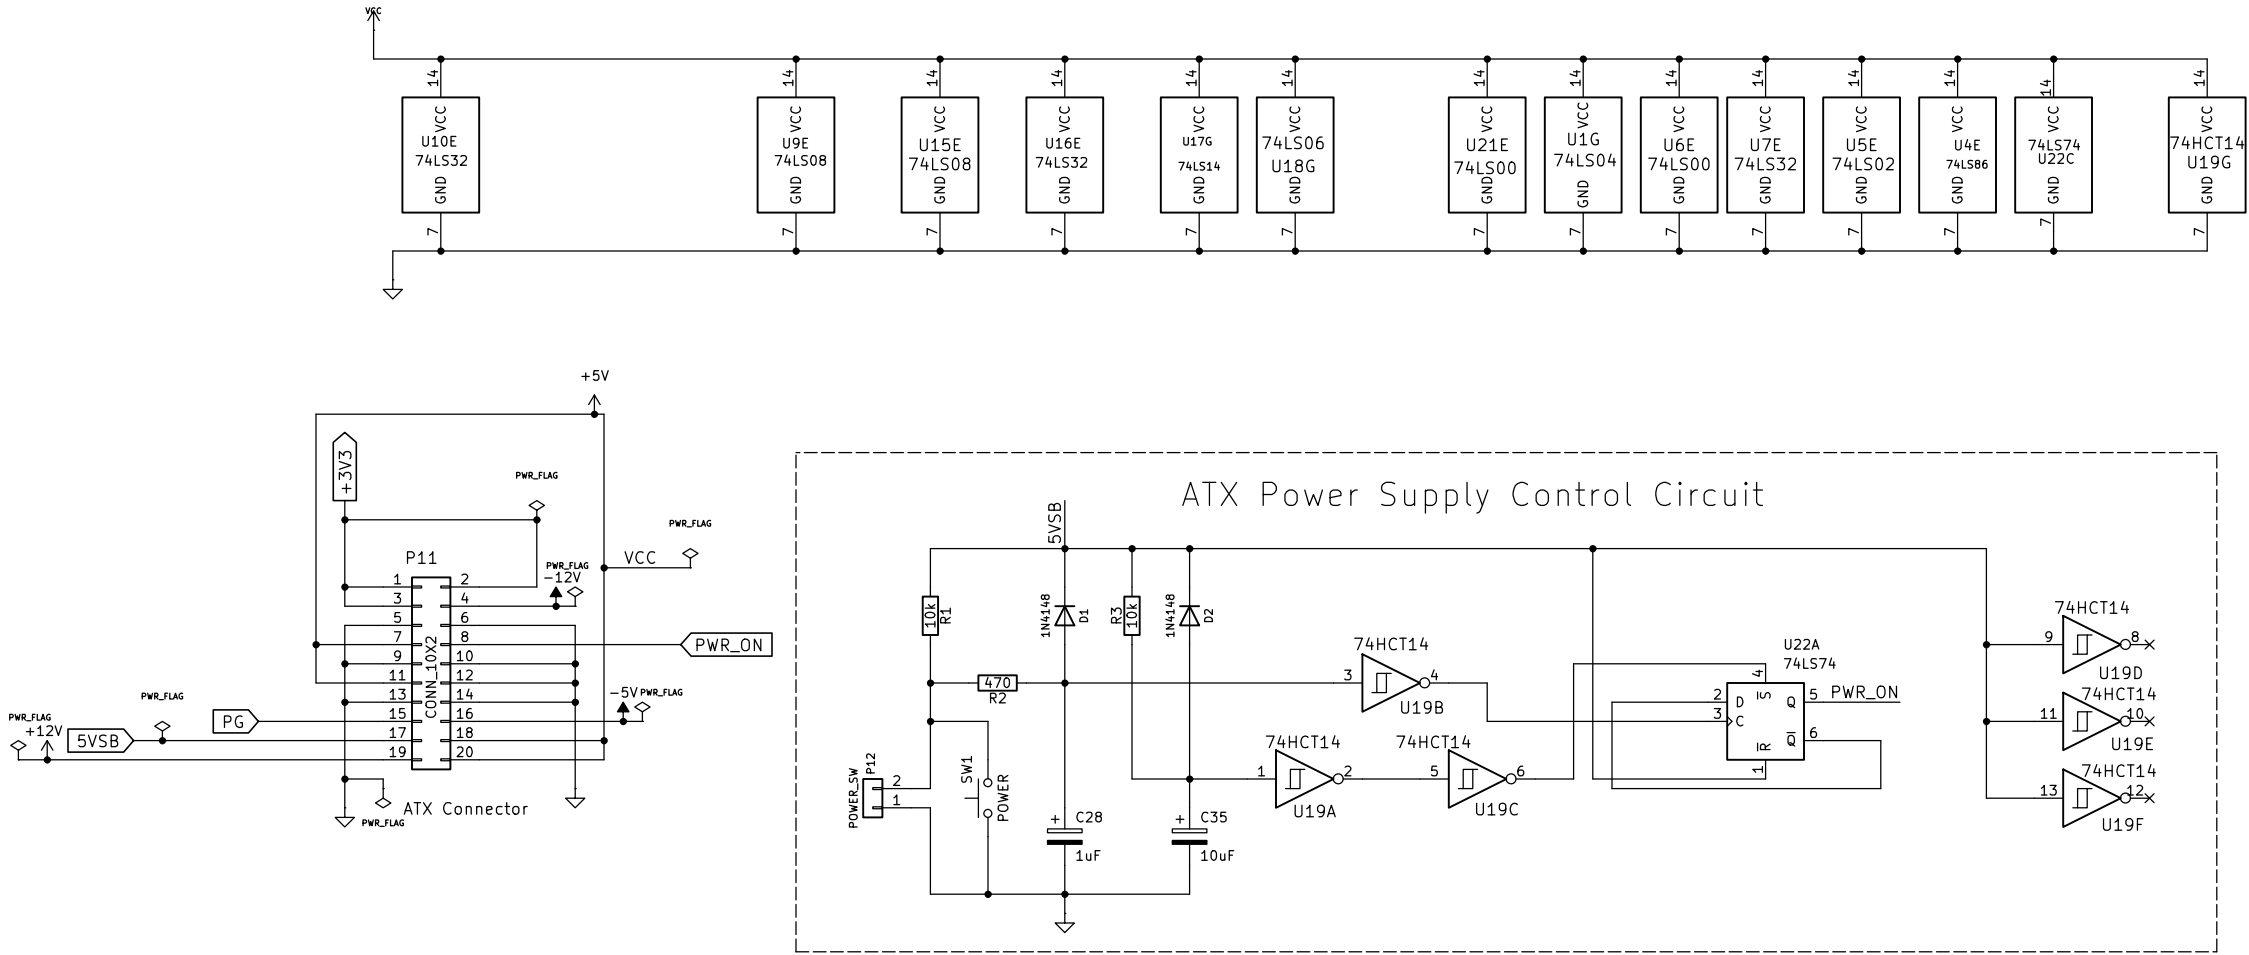 VCC
14 14 14 14 14 14 14 14 14 14 14 14 14 14
VCC VCC VCC VCC VCC VCC VCC VCC VCC VCC VCC VCC VCC VCC
U10E
74LS32
U9E
74LS08
U15E
74LS08
U16E
74LS32
U17G
74LS14
74LS06
U18G
U21E
74LS00
U1G
74LS04
U6E
74LS00
U7E
74LS32
U5E
74LS02
U4E
74LS86
74LS74
U22C
74HCT14
U19G
GND GND GND GND GND GND GND GND GND GND GND GND GND GND
7 7 7 7 7 7 7 7 7 7 7 7 7 7
+5V
+3V3
PWR_FLAG
PWR_FLAG
VCC
P11
PWR_FLAG
-12V
1 2
3 4
5 6
7 8
9 10
11 12
13 14
15 16
17 18
19 20
CONN_10X2
PWR_ON
PWR_FLAG
-5V
PWR_FLAG
PG
PWR_FLAG
+12V
5VSB
PWR_FLAG
ATX Connector
ATX Power Supply Control Circuit
5VSB
10k
R1
1N4148
D1
R3
10k
1N4148
D2
470
R2
POWER_SW
P12
2
1
SW1
POWER
+ C28
1uF
+ C35
10uF
74HCT14
3 4
U19B
74HCT14
1 2
U19A
74HCT14
5 6
U19C
U22A
74LS74
4
S
2 D Q 5 PWR_ON
3 C
Q 6
R
1
74HCT14
9 8
U19D
74HCT14
11 10
U19E
74HCT14
13 12
U19F